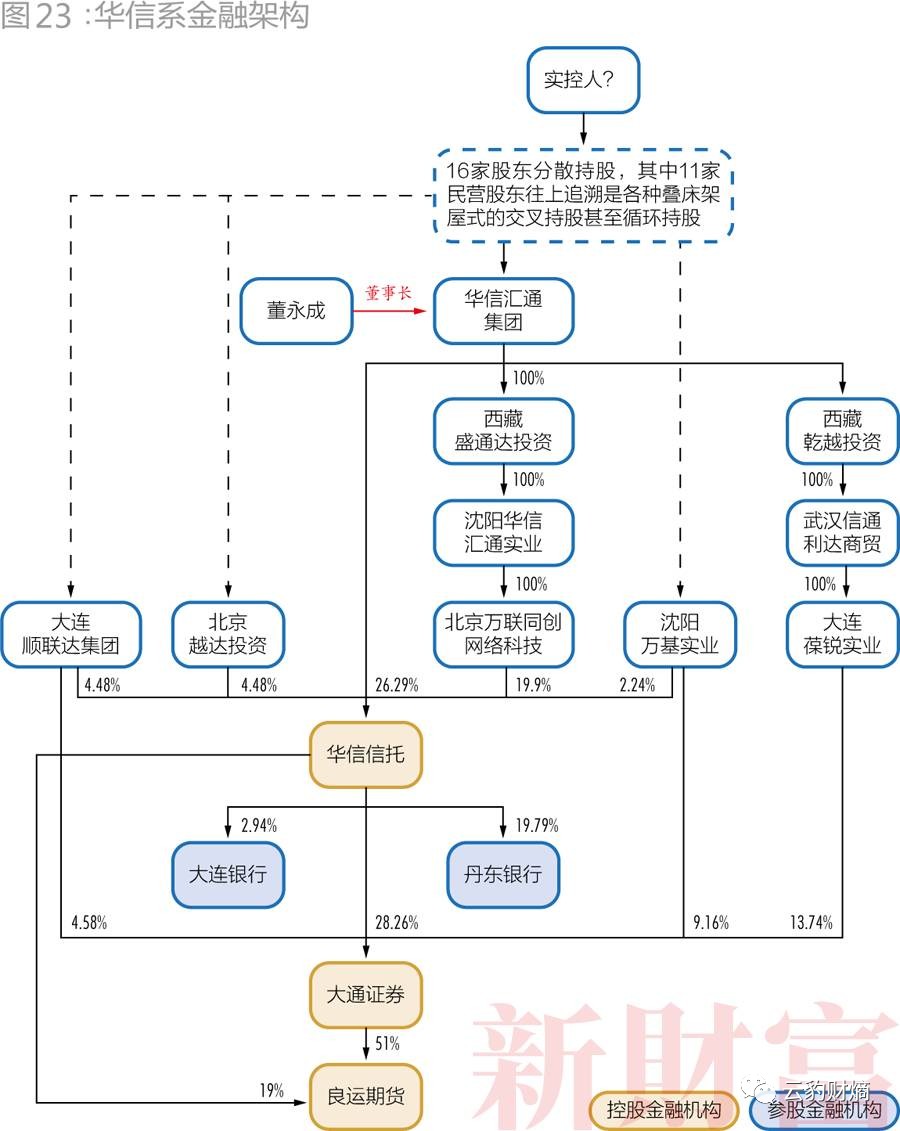 图23:华信系金融架构
实控人?
16家股东分散持股，其中11家
民营股东往上追溯是各种叠床架
屋式的交叉持股甚至循环持股
董永成
董事长
华信汇通
集团
100%
西藏
盛通达投资
西藏
乾越投资
100%
100%
沈阳华信
汇通实业
武汉信通
利达商贸
100%
100%
大连
顺联达集团
北京
越达投资
北京万联同创
网络科技
沈阳
万基实业
大连
葆锐实业
4.48%
4.48%
26.29%
19.9%
2.24%
华信信托
2.94%
19.79%
大连银行
丹东银行
4.58%
28.26%
9.16%
13.74%
大通证券
51%
19%
良运期货
新財富
云豹财熵
控股金融机构
参股金融机构